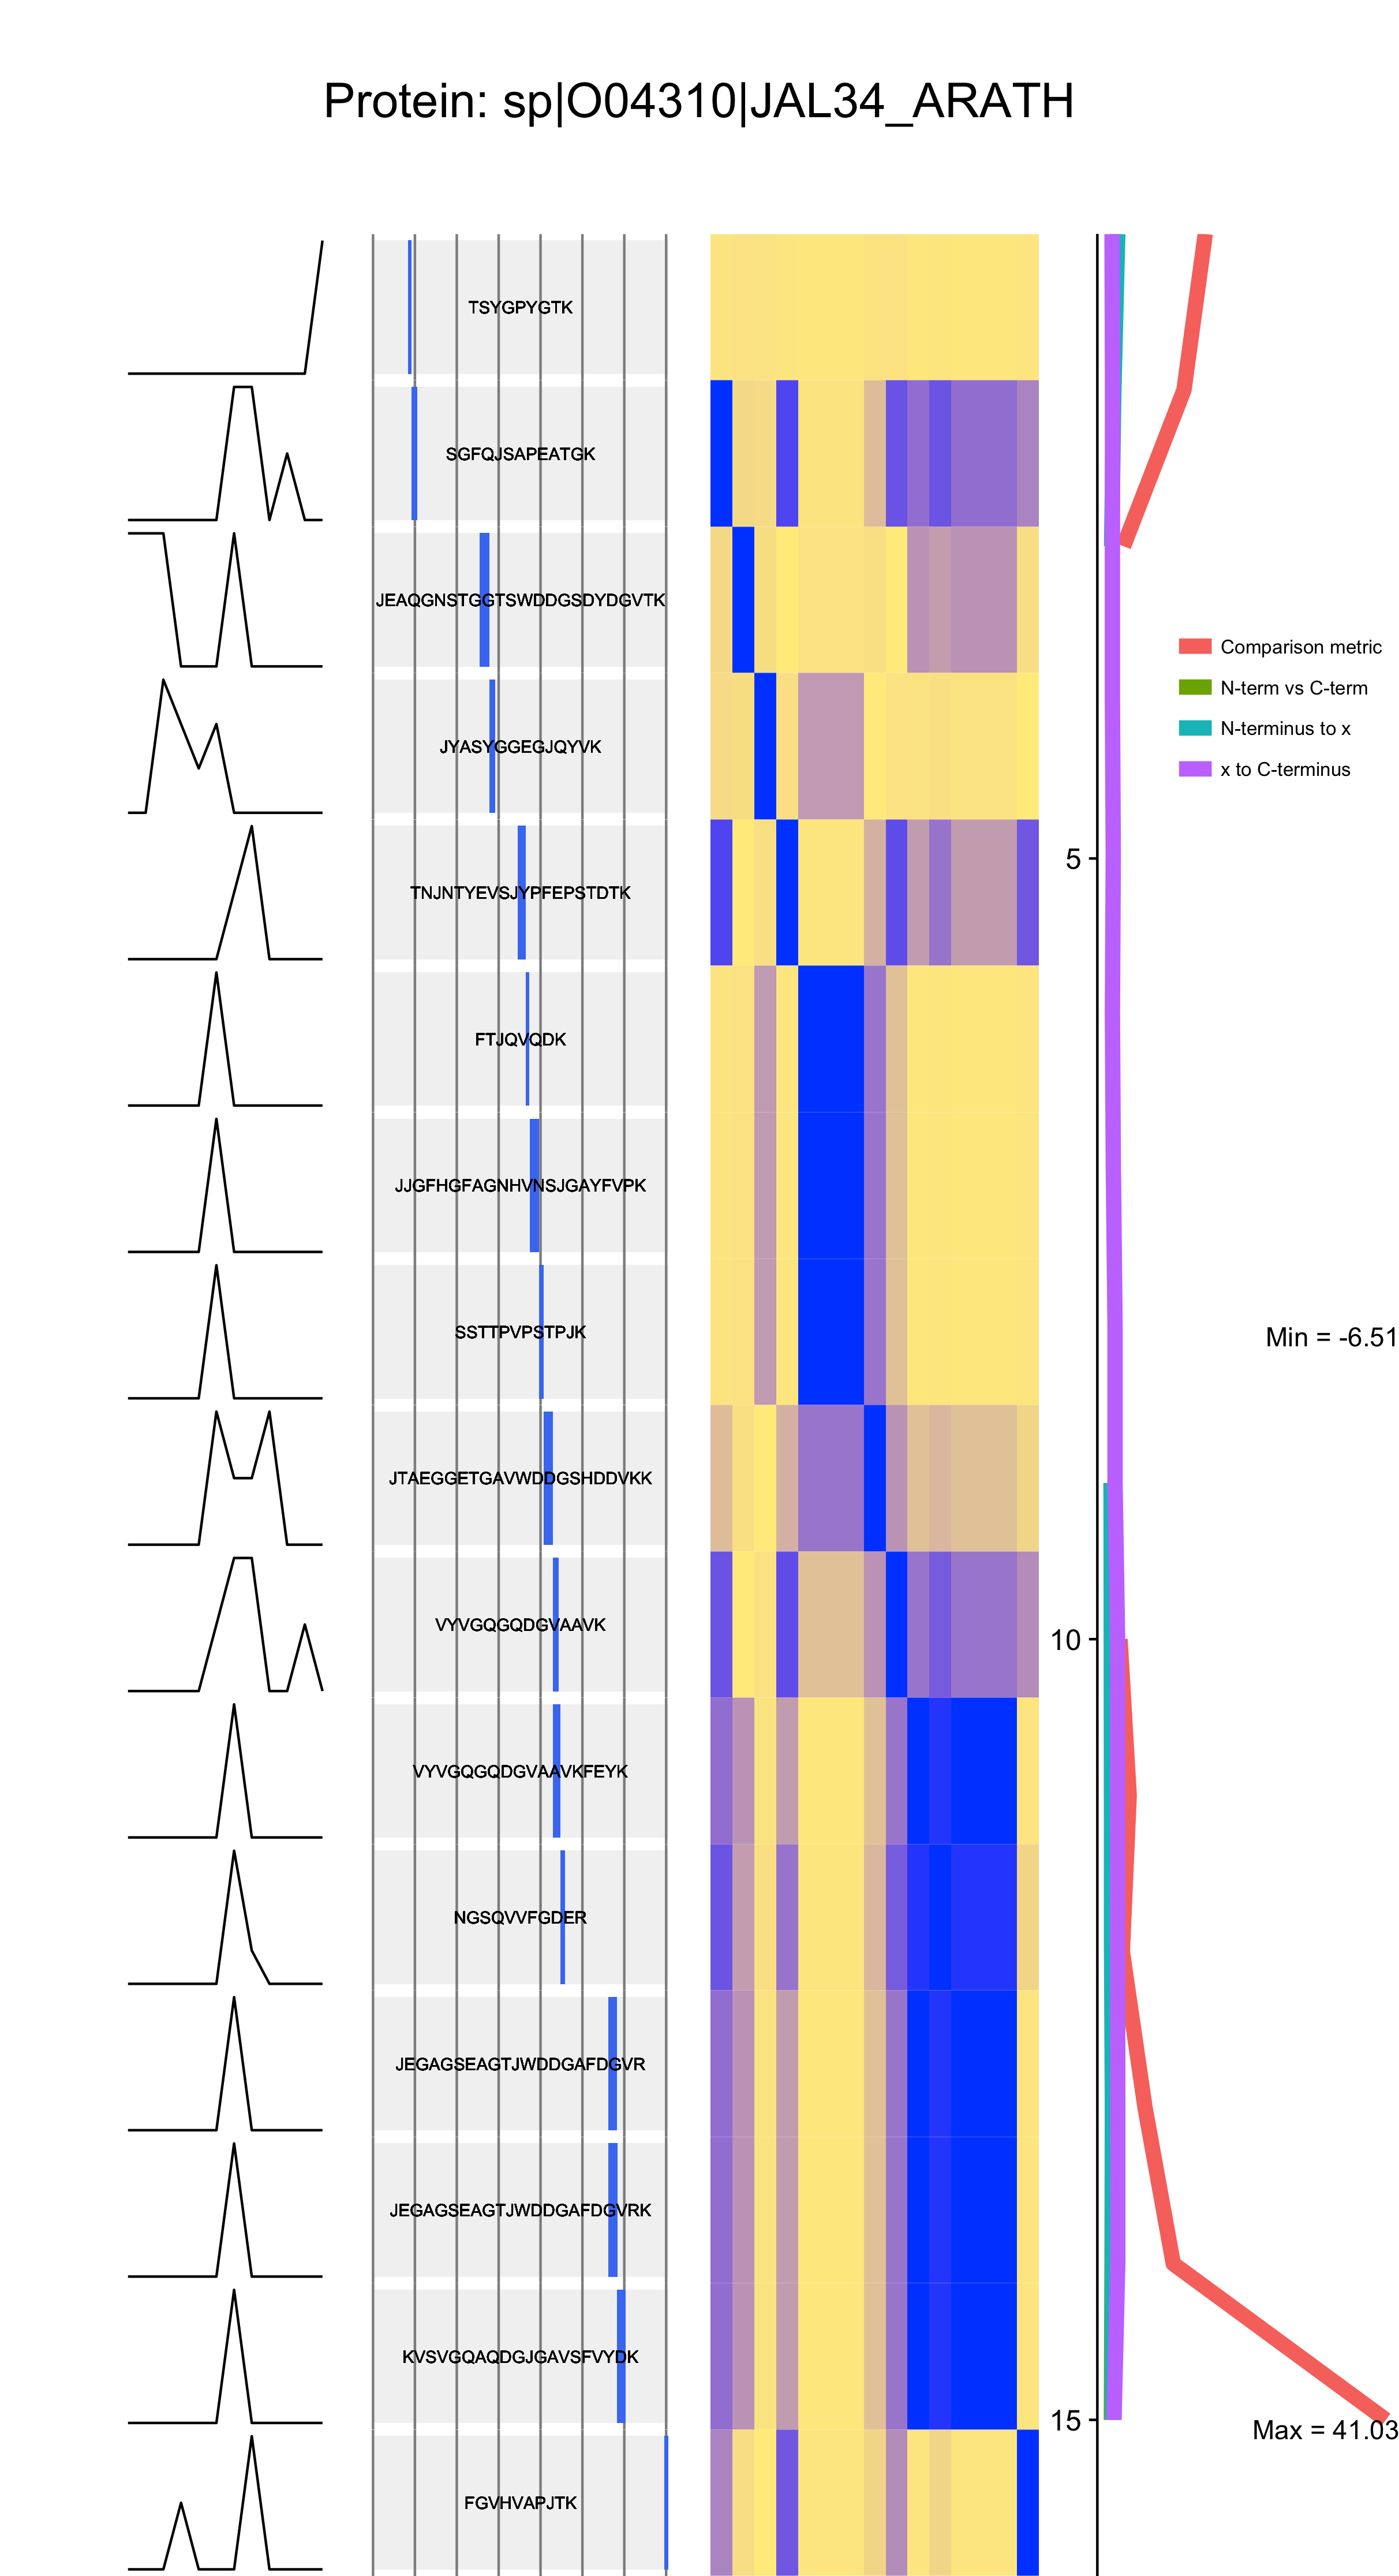 Protein: sp|O04310|JAL34_ARATH
TSYGPYGTK
SGFQJSAPEATGK
JEAQGNSTGGTSWDDGSDYDGVTK
Comparison metric
N-term vs C-term
N-terminus to x
x to C-terminus
JYASYGGEGJQYVK
5
TNJNTYEVSJYPFEPSTDTK
FTJQVQDK
JJGFHGFAGNHVNSJGAYFVPK
SSTTPVPSTPJK
Min = -6.51
JTAEGGETGAVWDDGSHDDVKK
VYVGQGQDGVAAVK
10
VYVGQGQDGVAAVKFEYK
NGSQVVFGDER
JEGAGSEAGTJWDDGAFDGVR
JEGAGSEAGTJWDDGAFDGVRK
KVSVGQAQDGJGAVSFVYDK
15
Max = 41.03
FGVHVAPJTK